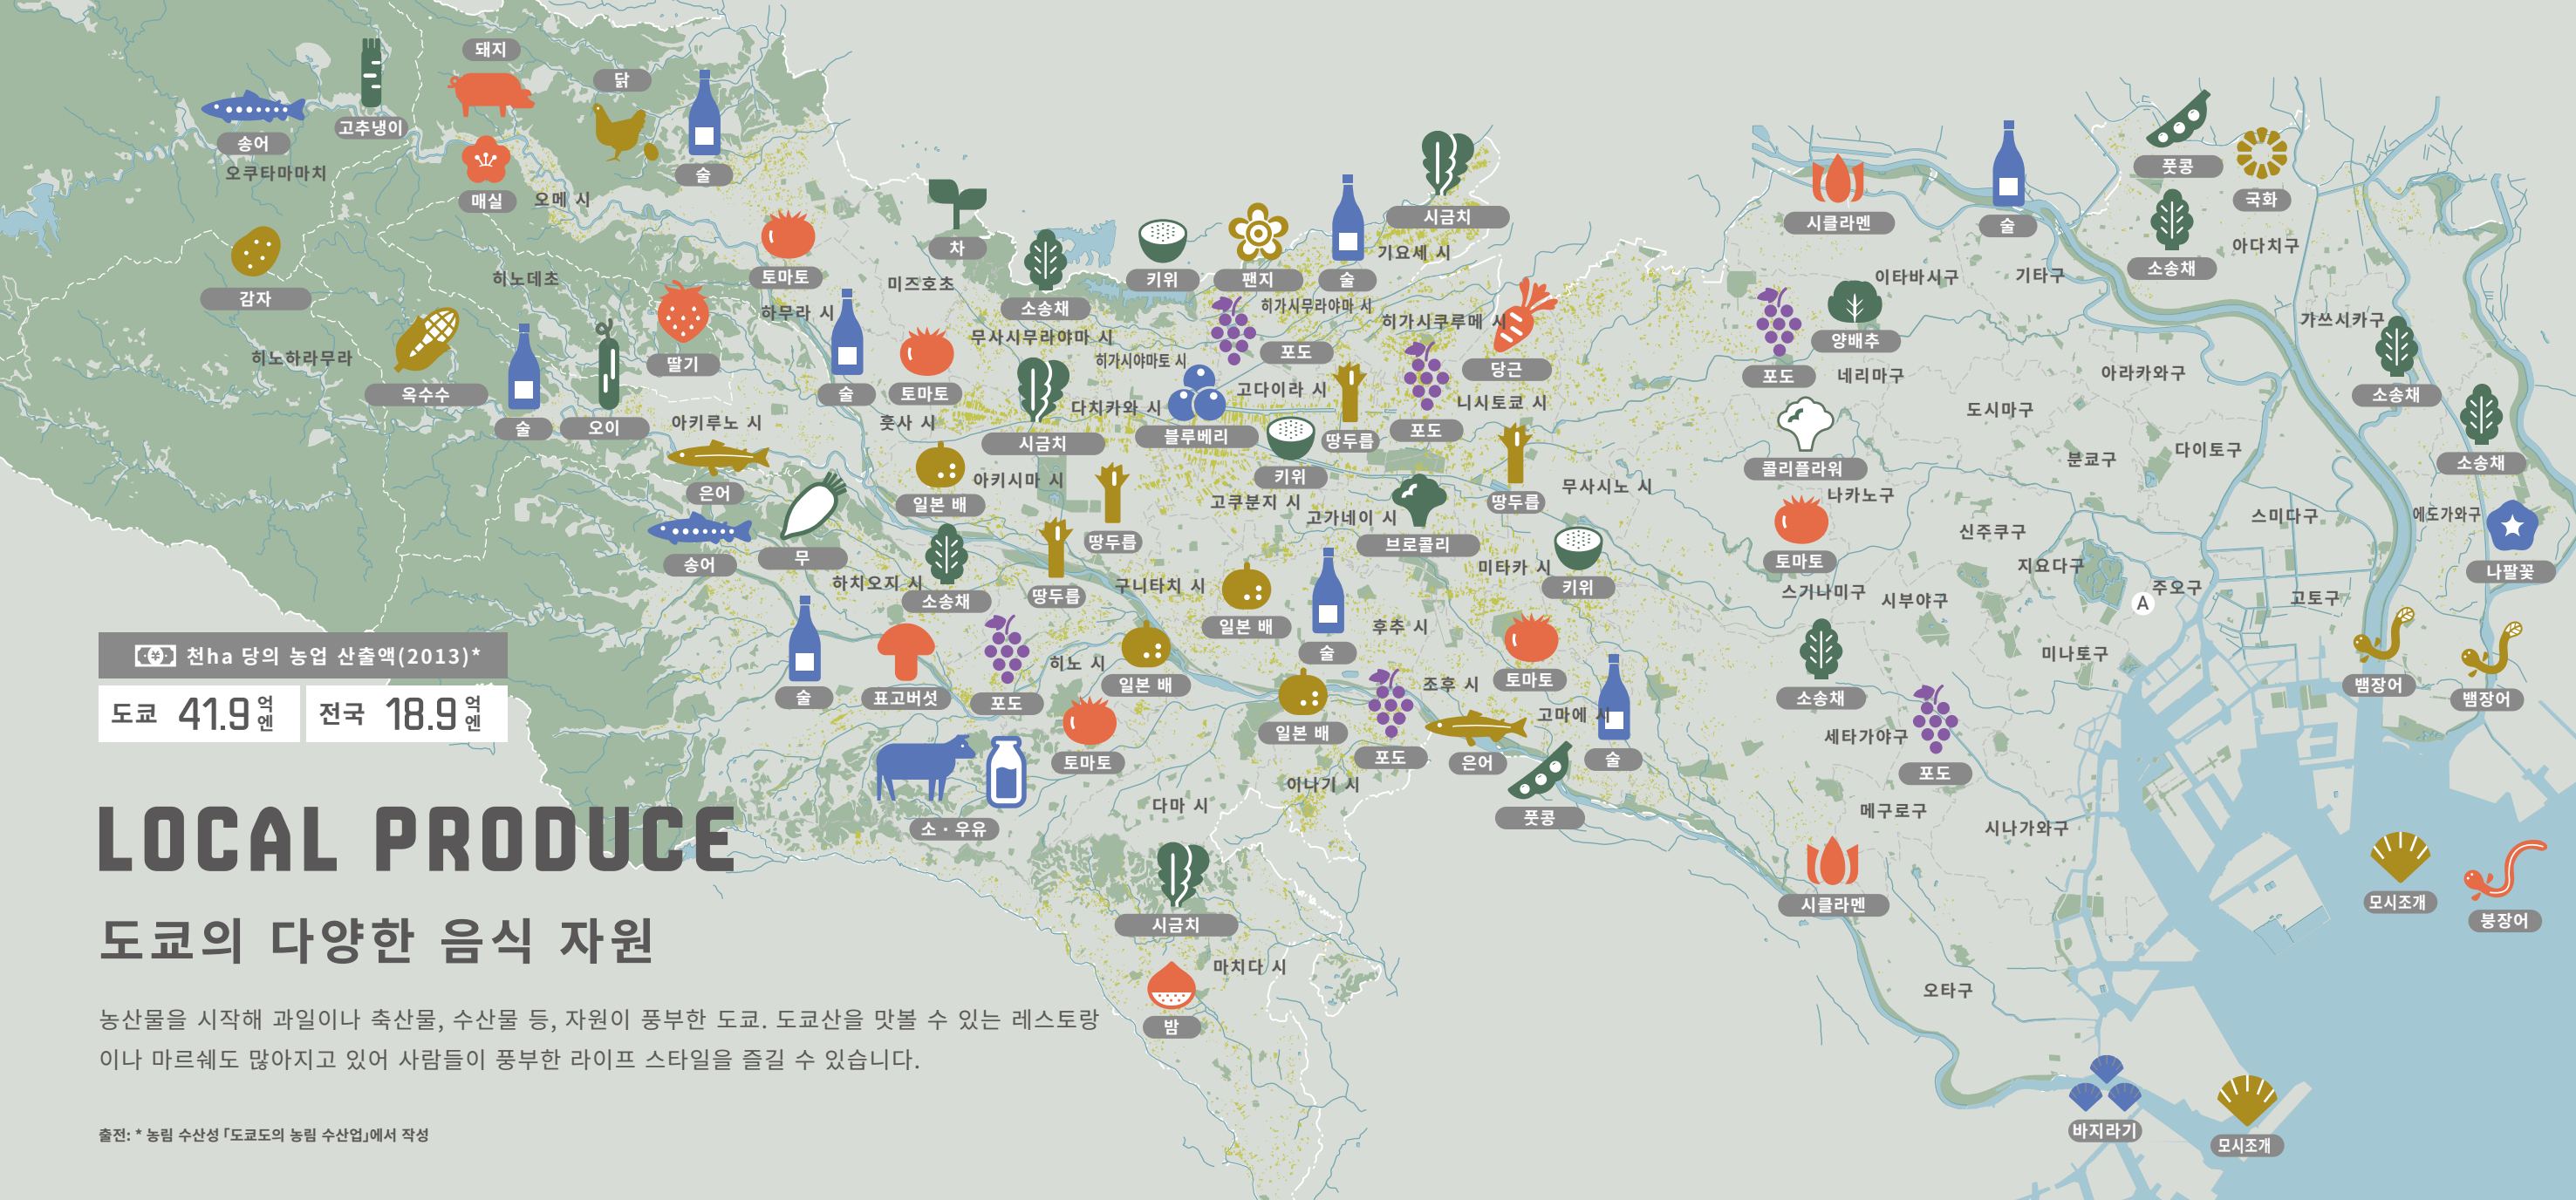 돼지
닭
송어
고추냉이
오쿠타마마치
매실
오메 시
술
풋콩
국화
시금치
시클라멘
술
소송채
아다치구
감자
히노데초
토마토
차
미즈호초
소송채
키위
팬지
술
기요세 시
이타바시구
기타구
히노하라무라
옥수수
술
오이
딸기
하무라 시
술
토마토
무사시무라야마 시
히가시야마토 시
히가시무라야마 시
포도
히가시쿠루메 시
당근
포도
양배추
네리마구
가쓰시카구
아라카와구
소송채
아키루노 시
훗사 시
시금치
다치카와 시
블루베리
고다이라 시
땅두릅
포도
니시토쿄 시
도시마구
콜리플라워
분쿄구
다이토구
소송채
은어
일본 배
아키시마 시
키위
고쿠분지 시
고가네이 시
땅두릅
무사시노 시
나카노구
신주쿠구
스미다구
에도가와구
송어
무
하치오지 시
소송채
땅두릅
땅두릅
구니타치 시
브로콜리
미타카 시
키위
토마토
스기나미구
시부야구
지요다구
A
주오구
고토구
나팔꽃
천ha 당의 농업 산출액(2013)*
도쿄 41.9 억엔
전국 18.9 억엔
술
표고버섯
포도
히노 시
일본 배
일본 배
술
후추 시
토마토
소송채
미나토구
뱀장어
뱀장어
토마토
일본 배
포도
조후 시
은어
고마에 시
술
세타가야구
포도
소 · 우유
다마 시
이나기 시
풋콩
메구로구
시나가와구
LOCAL PRODUCE
도쿄의 다양한 음식 자원
시금치
마치다 시
밤
시클라멘
모시조개
붕장어
오타구
농산물을 시작해 과일이나 축산물, 수산물 등, 자원이 풍부한 도쿄. 도쿄산을 맛볼 수 있는 레스토랑
이나 마르쉐도 많아지고 있어 사람들이 풍부한 라이프 스타일을 즐길 수 있습니다.
바지라기
모시조개
출전: * 농림 수산성 「도쿄도의 농림 수산업」에서 작성